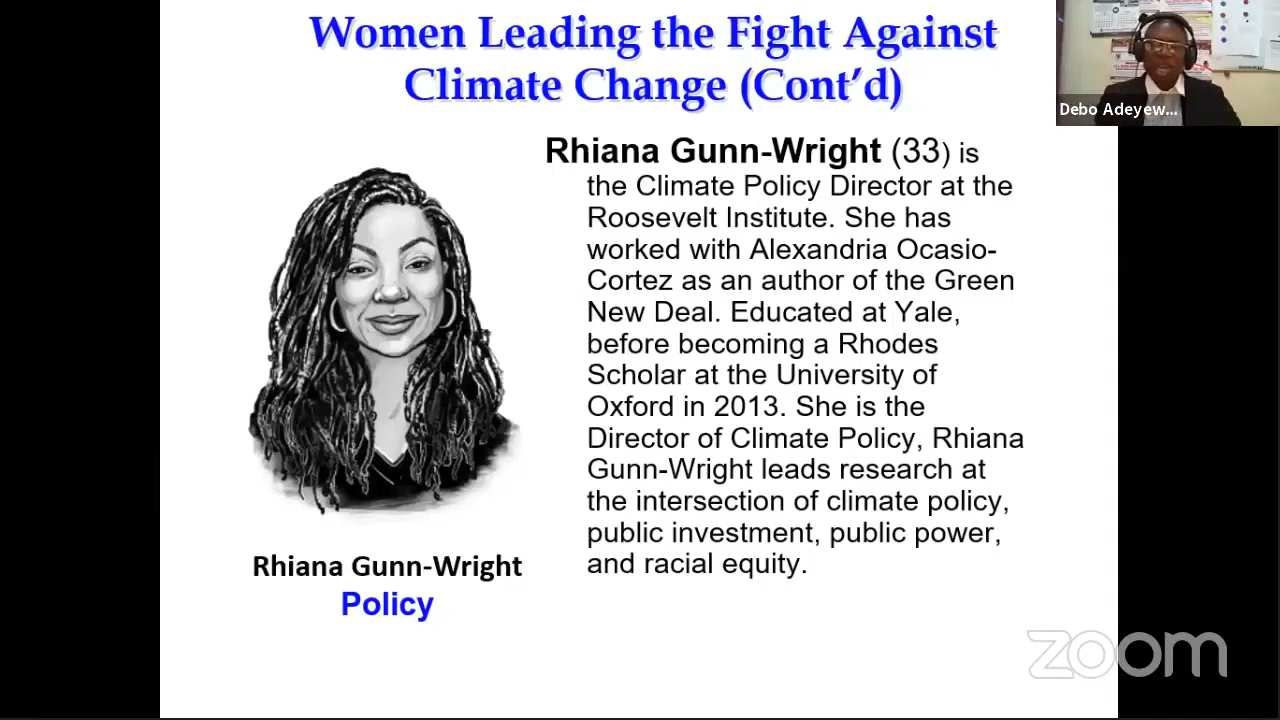 Women Leading the Fight Against
Climate Change (Cont’d)
Debo Adeyew...
Rhiana Gunn-Wright (33) is
the Climate Policy Director at the
Roosevelt Institute. She has
worked with Alexandria Ocasio-
Cortez as an author of the Green
New Deal. Educated at Yale,
before becoming a Rhodes
Scholar at the University of
Oxford in 2013. She is the
Director of Climate Policy, Rhiana
Gunn-Wright leads research at
the intersection of climate policy,
public investment, public power,
and racial equity.
Rhiana Gunn-Wright
Policy
zoom